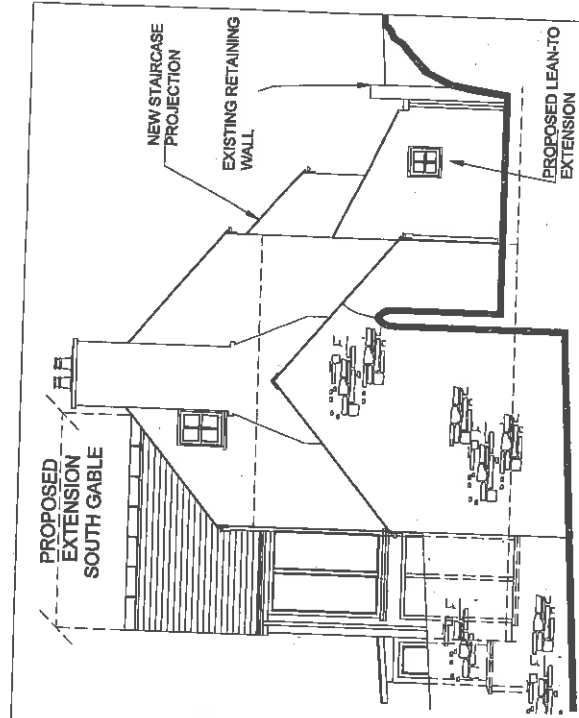 PROPOSED
EXTENSION
SOUTH GABLE
NEW STAIRCASE
PROJECTION
EXISTING RETAINING
WALL
PROPOSED LEAN-TO
EXTENSION